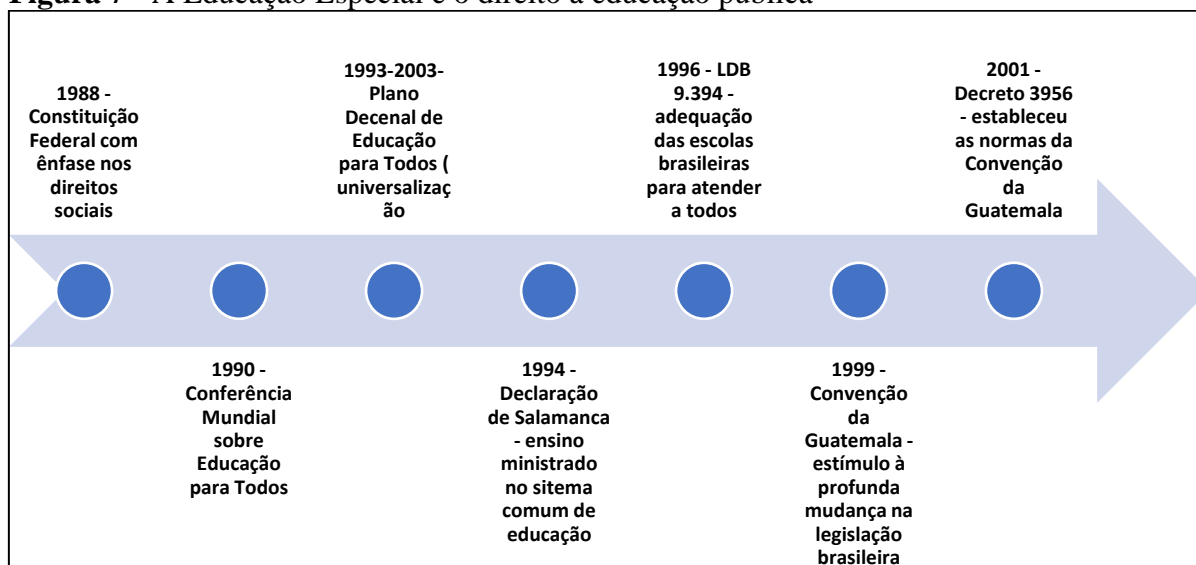 Figura 7 - A Educação Especial e o direito à educação pública
1988 -
Constituição
Federal com
ênfase nos
direitos
sociais
1990 -
Conferência
Mundial
sobre
Educação
para Todos
1993-2003-
Plano
Decenal de
Educação
para Todos (
universalizaç
ão
1994 -
Declaração
de Salamanca
- ensino
ministrado
no sitema
comum de
educação
1996 - LDB
9.394 -
adequação
das escolas
brasileiras
para atender
a todos
1999 -
Convenção
da
Guatemala -
estímulo à
profunda
mudança na
legislação
brasileira
2001 -
Decreto 3956
- estableceu
as normas da
Convenção
da
Guatemala